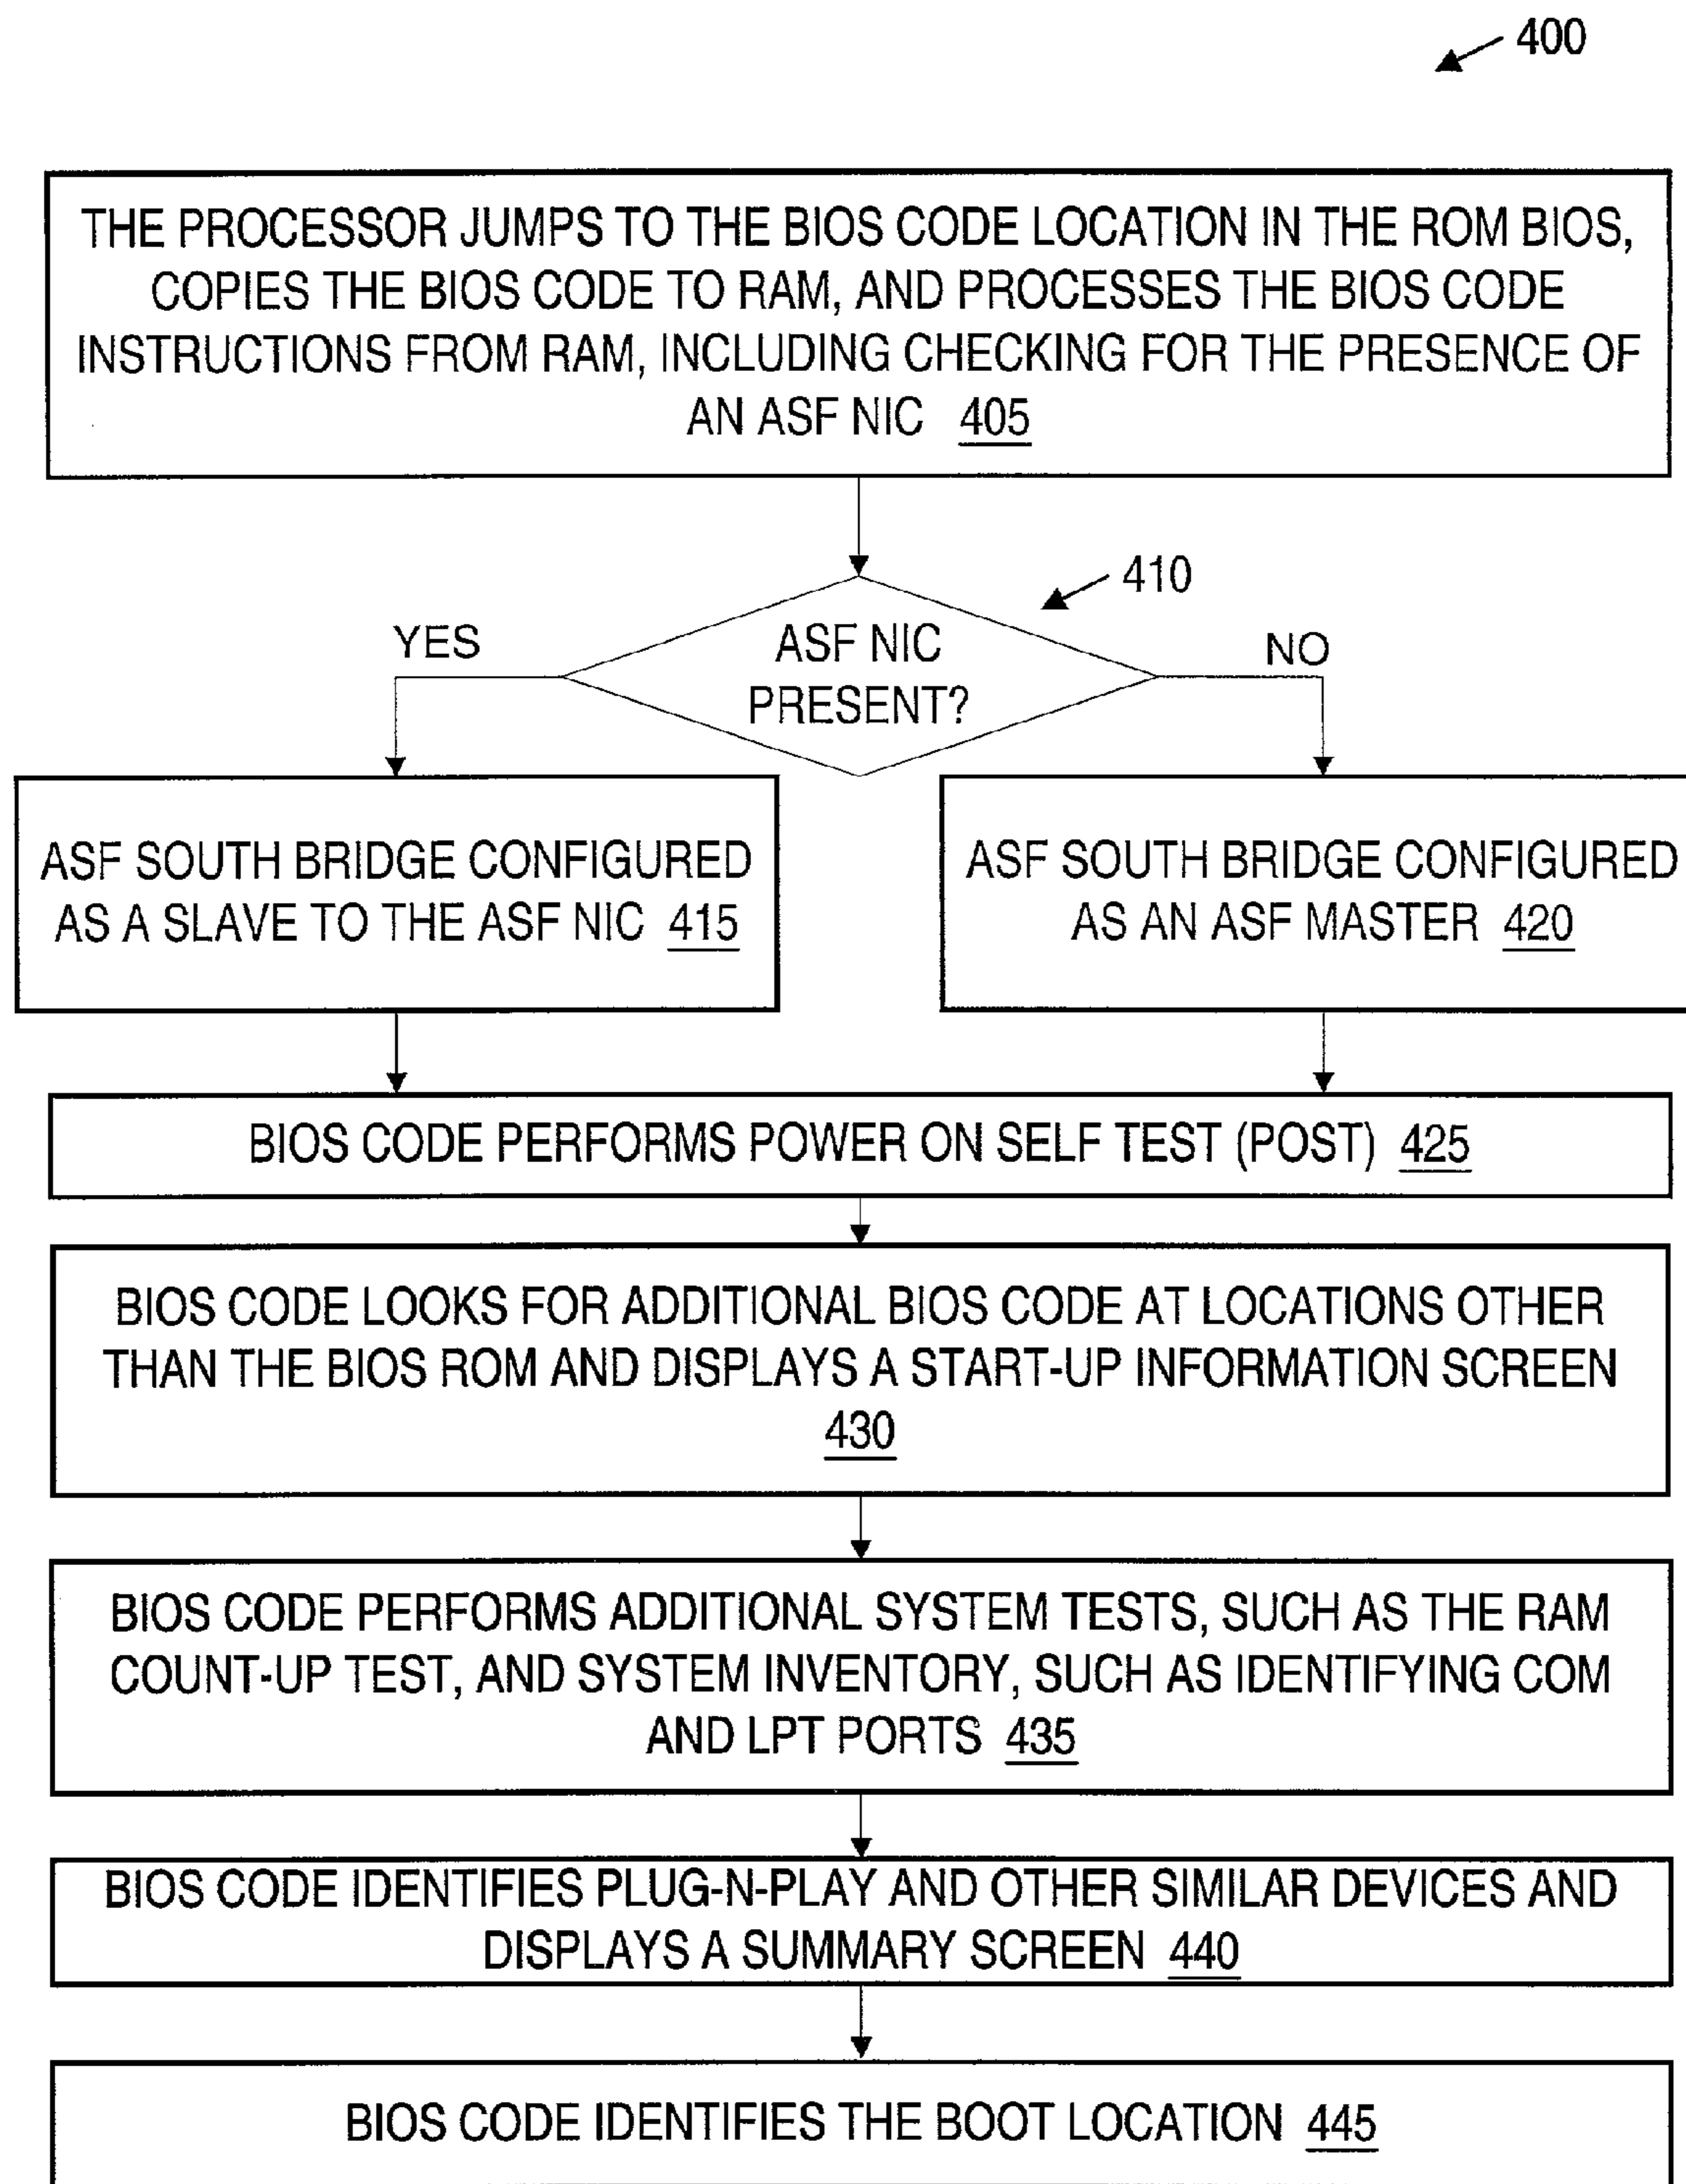 400
THE PROCESSOR JUMPS TO THE BIOS CODE LOCATION IN THE ROM BIOS,
COPIES THE BIOS CODE TO RAM, AND PROCESSES THE BIOS CODE
INSTRUCTIONS FROM RAM, INCLUDING CHECKING FOR THE PRESENCE OF
AN ASF NIC 405
410
YES
ASF NIC
PRESENT?
NO
ASF SOUTH BRIDGE CONFIGURED
AS A SLAVE TO THE ASF NIC 415
ASF SOUTH BRIDGE CONFIGURED
AS AN ASF MASTER 420
BIOS CODE PERFORMS POWER ON SELF TEST (POST) 425
BIOS CODE LOOKS FOR ADDITIONAL BIOS CODE AT LOCATIONS OTHER
THAN THE BIOS ROM AND DISPLAYS A START-UP INFORMATION SCREEN
430
BIOS CODE PERFORMS ADDITIONAL SYSTEM TESTS, SUCH AS THE RAM
COUNT-UP TEST, AND SYSTEM INVENTORY, SUCH AS IDENTIFYING COM
AND LPT PORTS 435
BIOS CODE IDENTIFIES PLUG-N-PLAY AND OTHER SIMILAR DEVICES AND
DISPLAYS A SUMMARY SCREEN 440
BIOS CODE IDENTIFIES THE BOOT LOCATION 445